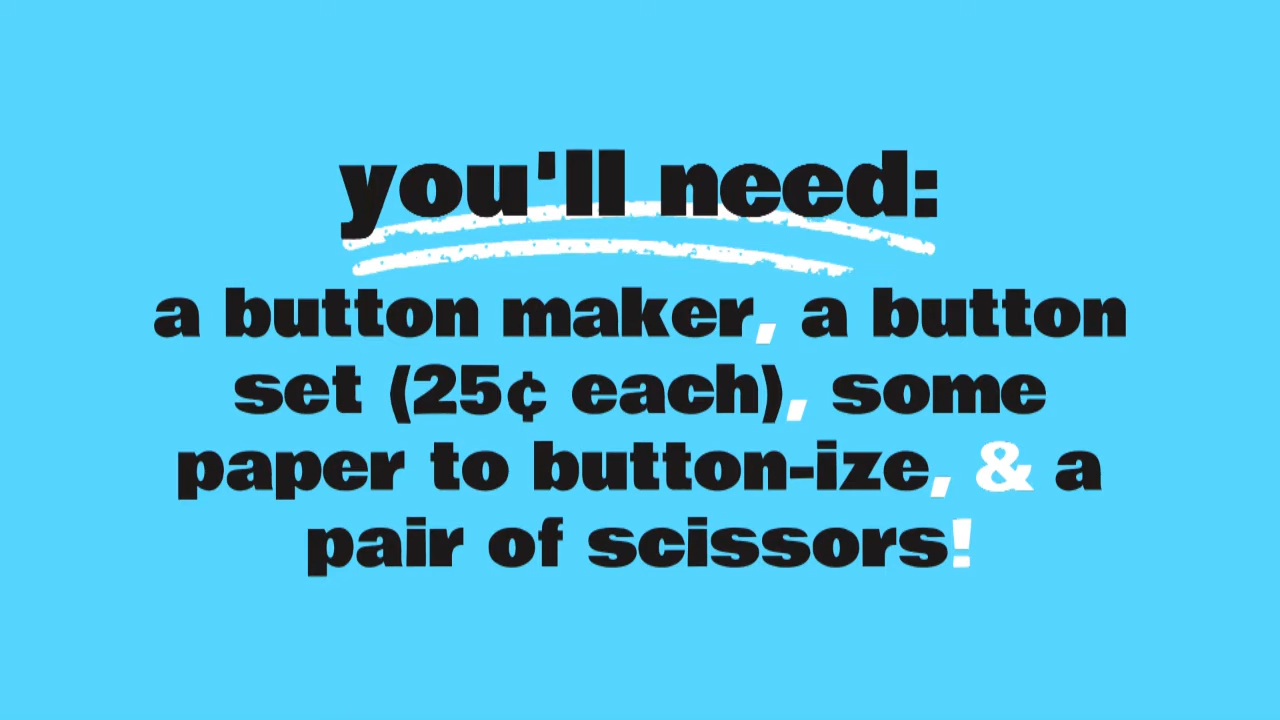 you'll need:
a button maker, a button
set (25¢ each), some
paper to button-ize, & a
pair of scissors!